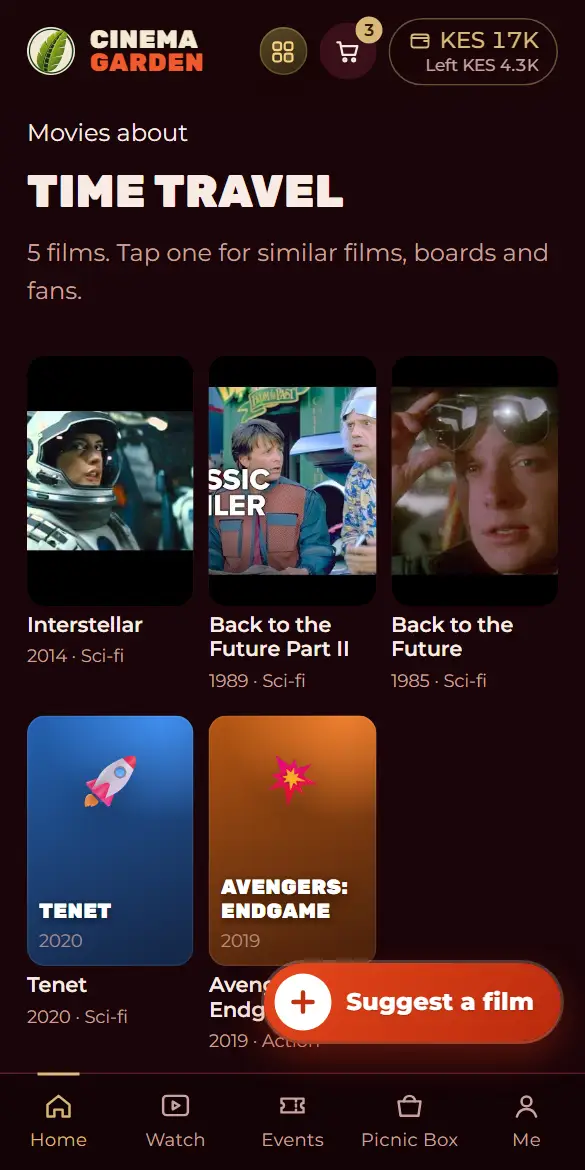 CINEMA
GARDEN
3
KES 17K
Left KES 4.3K
Movies about
TIME TRAVEL
5 films. Tap one for similar films, boards and
fans.
SSIC
ILER
Interstellar
2014 · Sci-fi
Back to the
Future Part II
1989 · Sci-fi
Back to the
Future
1985 · Sci-fi
TENET
2020
AVENGERS:
ENDGAME
2019
Tenet
2020 · Sci-fi
2019 · Action
Suggest a film
Home
Watch
Events
Picnic Box
Me